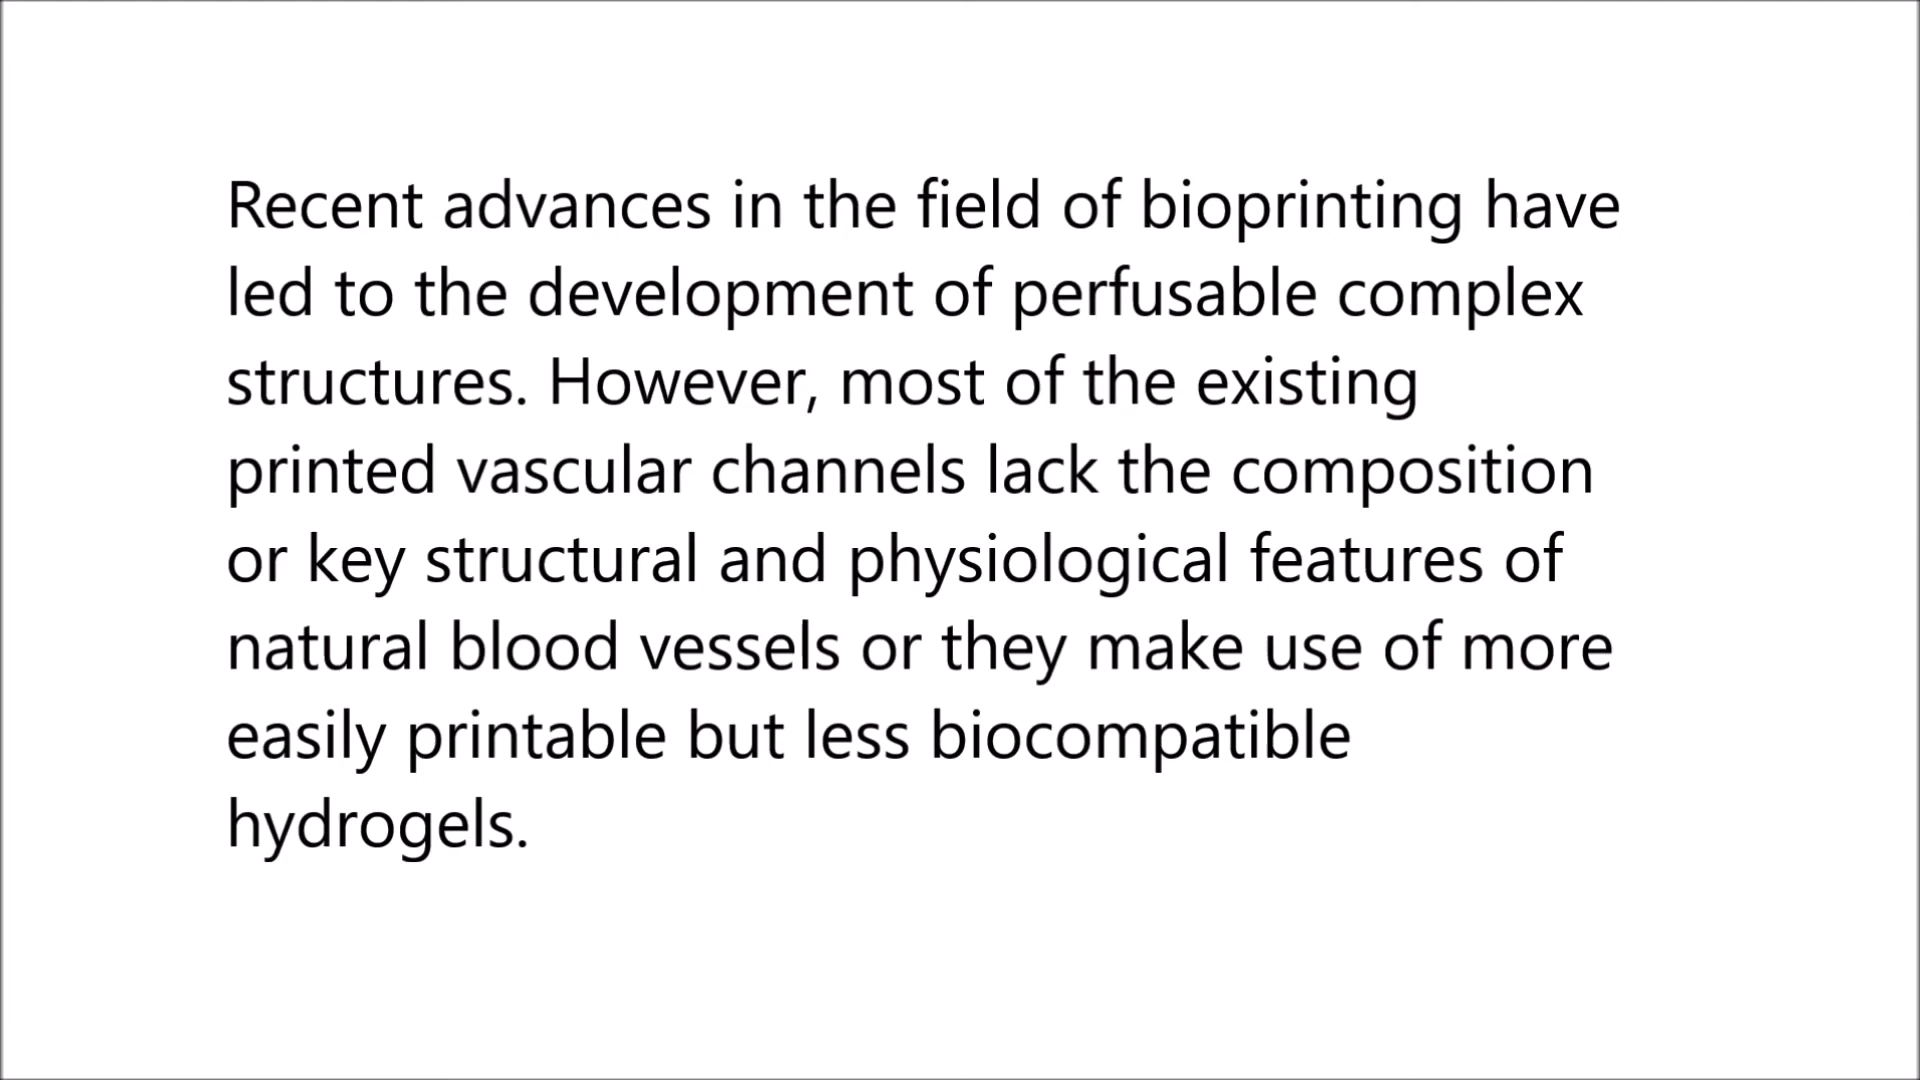 Recent advances in the field of bioprinting have
led to the development of perfusable complex
structures. However, most of the existing
printed vascular channels lack the composition
or key structural and physiological features of
natural blood vessels or they make use of more
easily printable but less biocompatible
hydrogels.